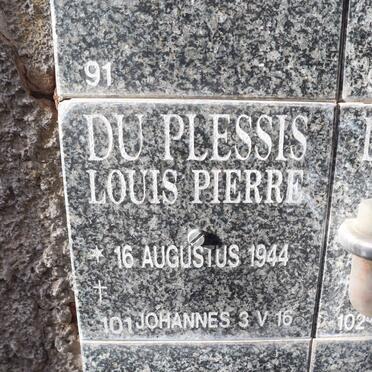 91
DU PLESSIS
LOUIS PIERRE
* 16 AUGUSTUS 1944
†
101 JOHANNES 3 V 16
102